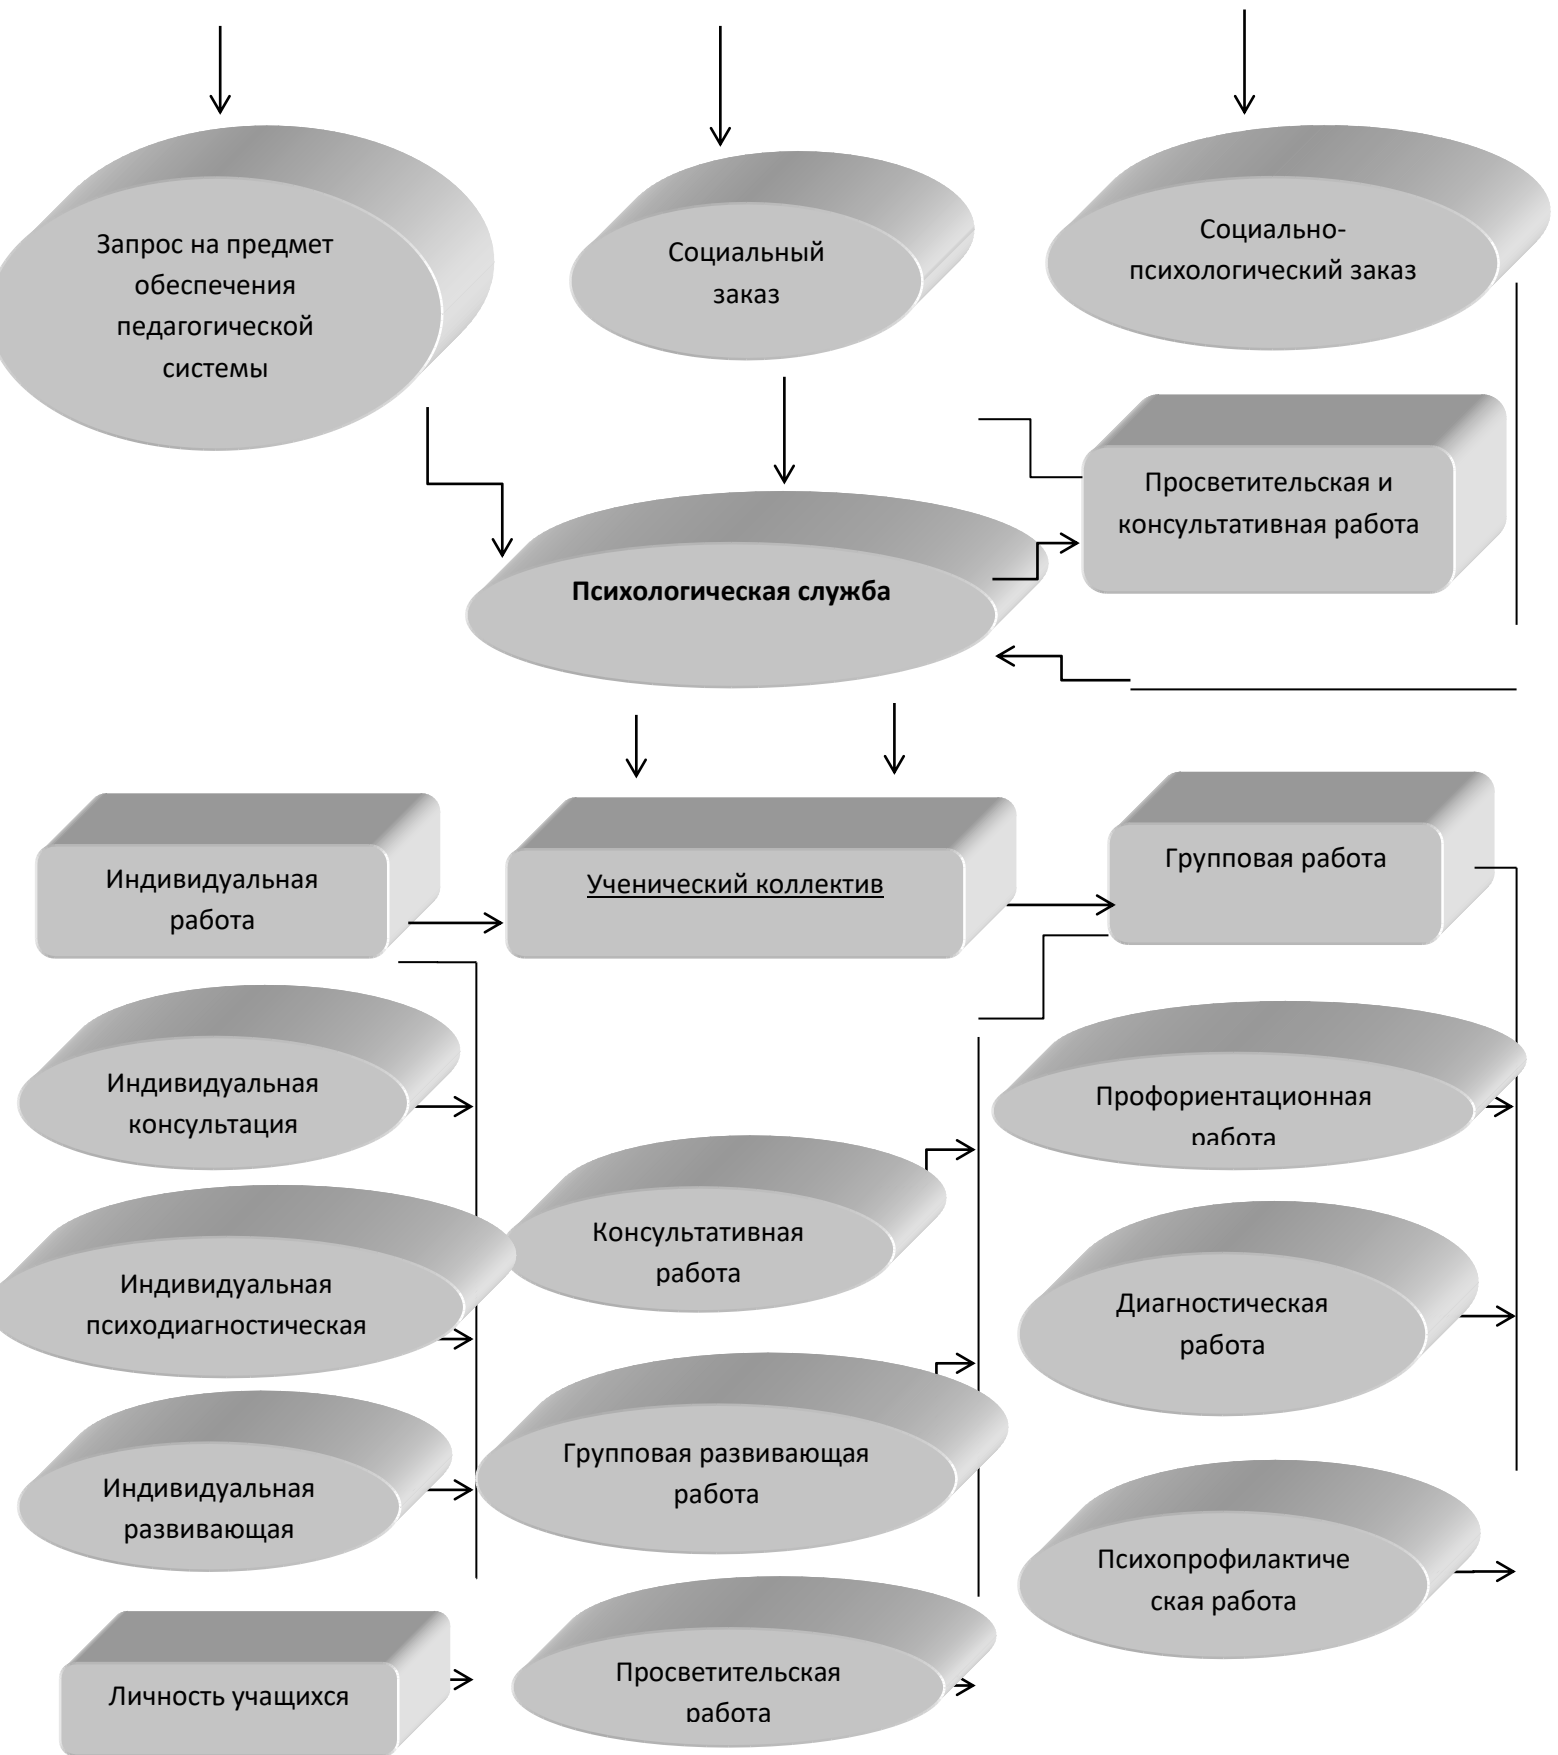 Запрос на предмет
обеспечения
педагогической
системы
Социальный
заказ
Социально-
психологический заказ
Просветительская и
консультативная работа
Психологическая служба
Индивидуальная
работа
Ученический коллектив
Групповая работа
Индивидуальная
консультация
Индивидуальная
психодиагностическая
Индивидуальная
развивающая
Личность учащихся
Консультативная
работа
Групповая развивающая
работа
Просветительская
работа
Профориентационная
работа
Диагностическая
работа
Психопрофилактиче
ская работа